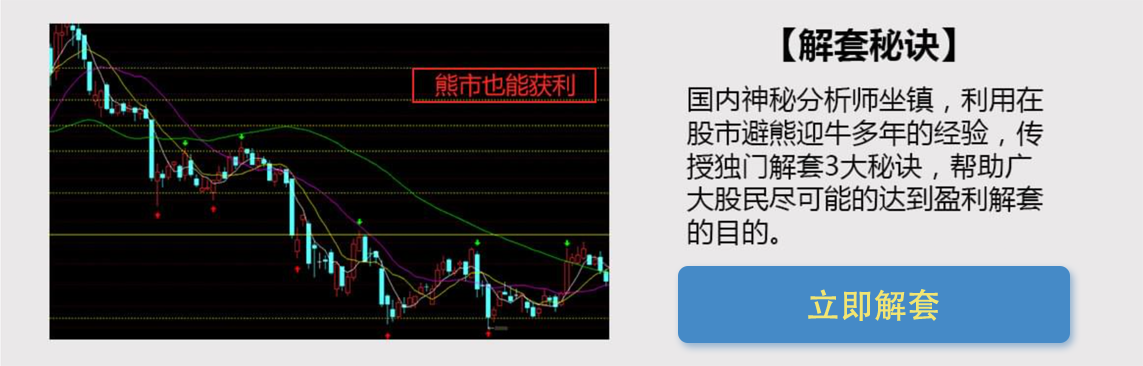 熊市也能获利
【解套秘诀】
国内神秘分析师坐镇，利用在
股市避熊迎牛多年的经验，传
授独门解套3大秘诀，帮助广
大股民尽可能的达到盈利解套
的目的。
立即解套